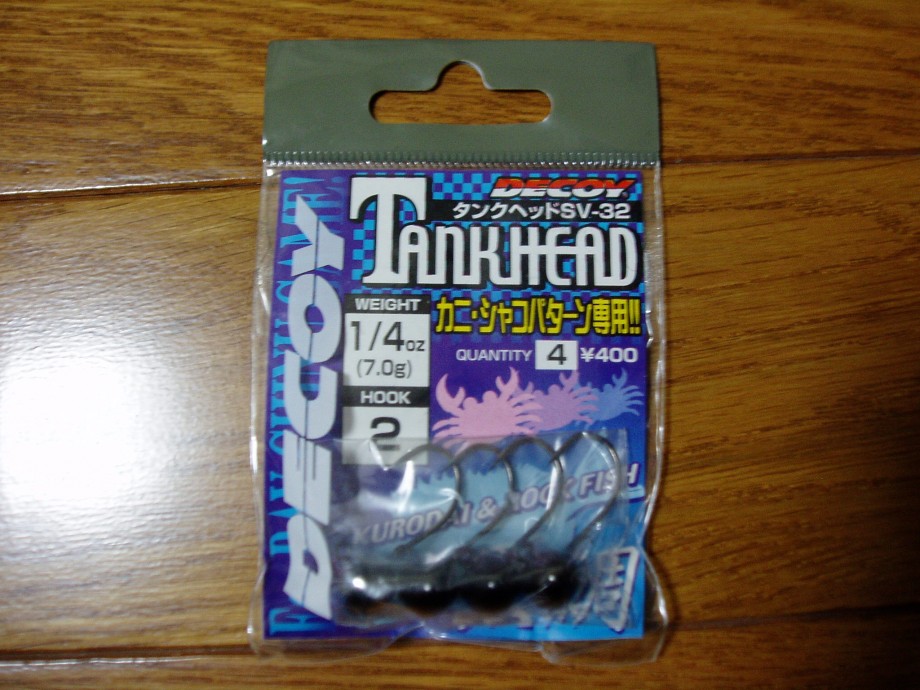 DECOY
タンクヘッドSV-32
TANKHEAD
カニ・シャコパターン専用!!
WEIGHT
1/4oz
(7.0g)
QUANTITY 4 ¥400
HOOK
2
KURODAI & ROCK FISH
DECOY